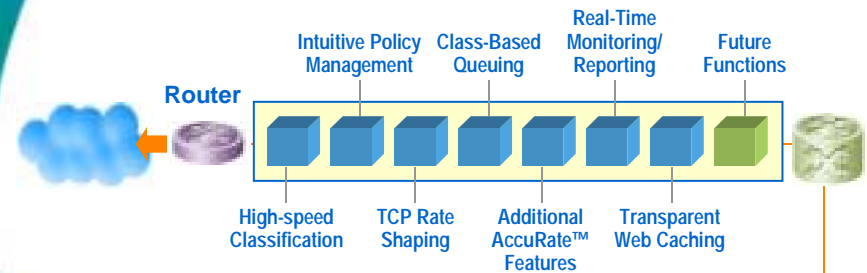 Real-Time
Intuitive Policy Class-Based Monitoring/ Future
Management Queuing Reporting Functions
Router
High-speed TCP Rate Additional Transparent
Classification Shaping AccuRate™ Web Caching
Features